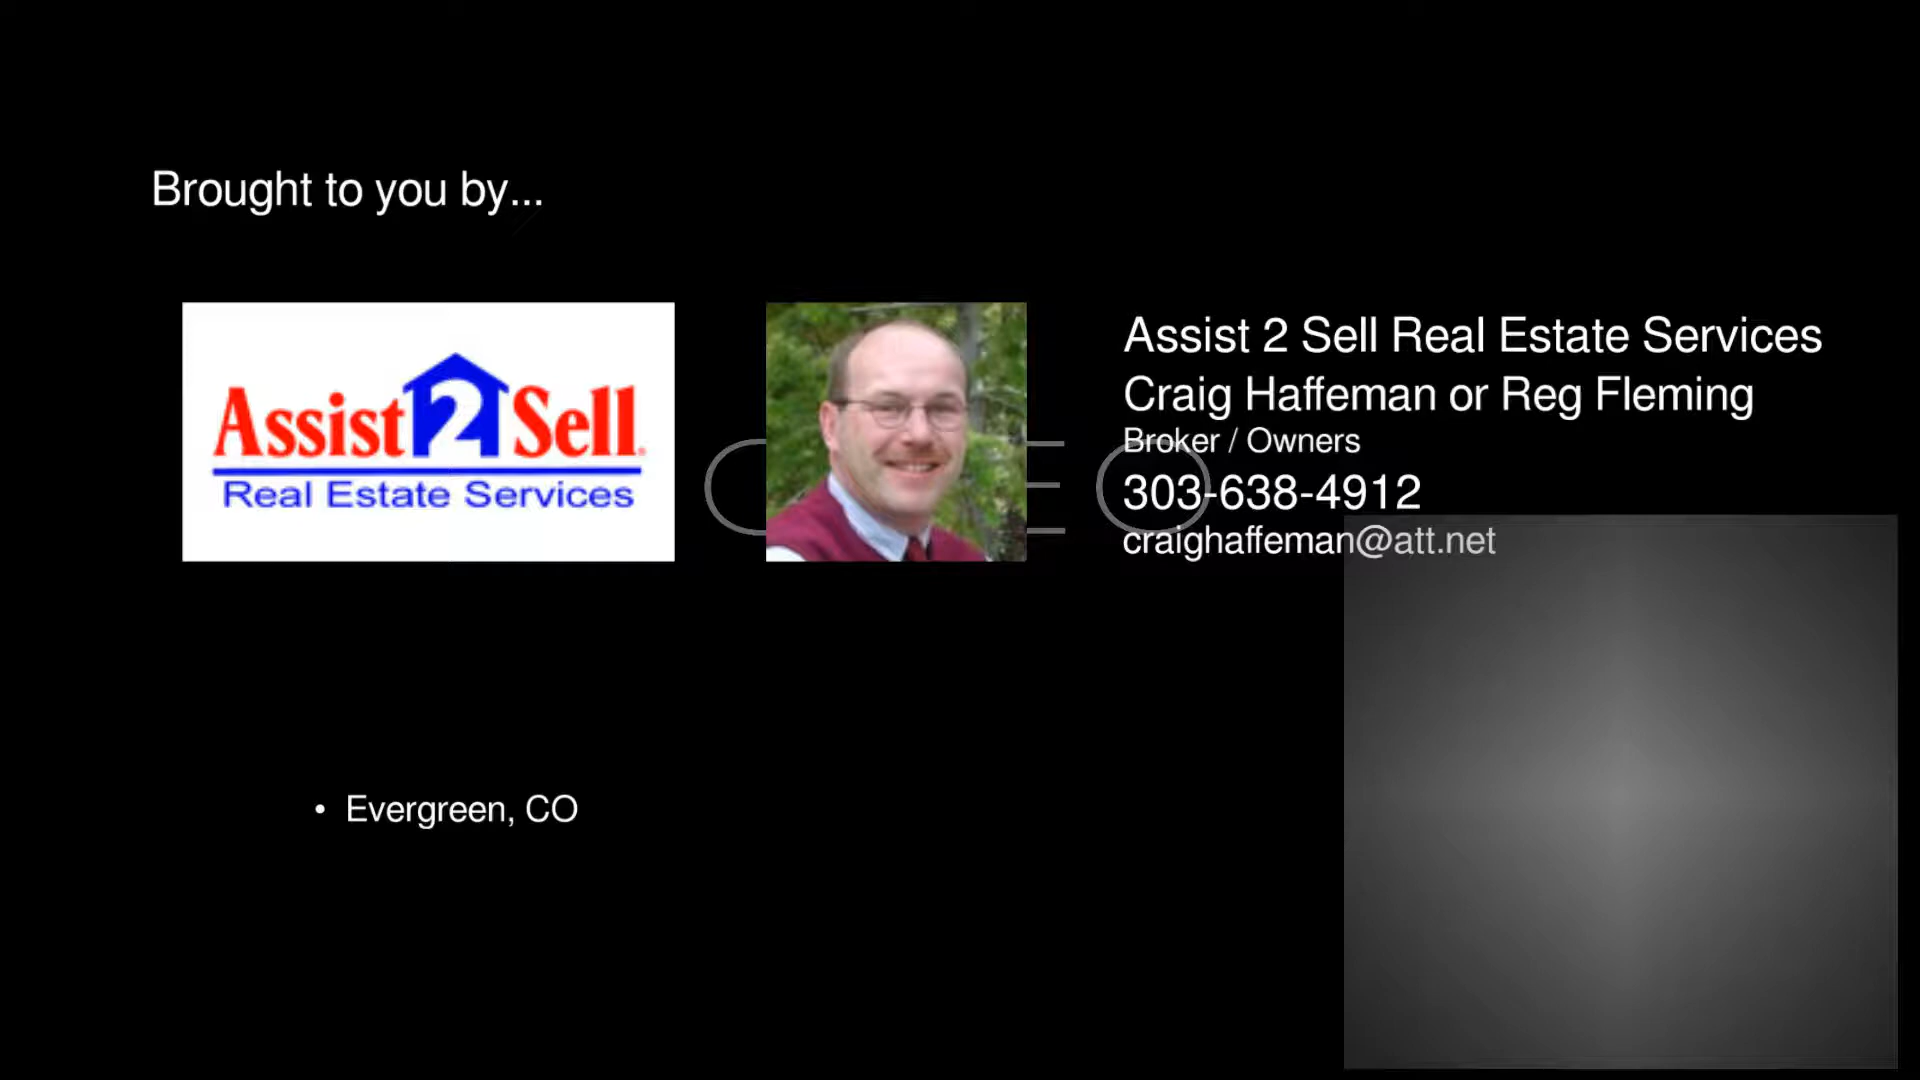 Brought to you by...
Assist 2 Sell
Real Estate Services
Assist 2 Sell Real Estate Services
Craig Haffeman or Reg Fleming
Broker / Owners
303-638-4912
craighaffeman@att.net
• Evergreen, CO